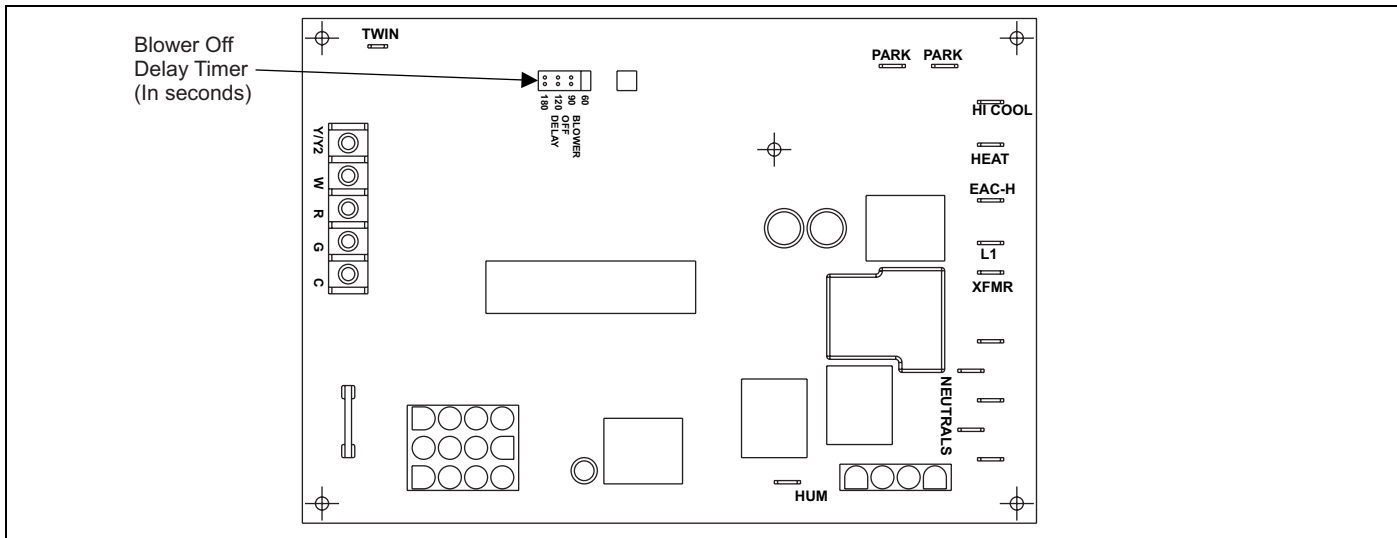 TWIN
Blower Off
Delay Timer
(In seconds)
PARK PARK
60
90
120
180
BLOWER
OFF
DELAY
HI COOL
HEAT
EAC-H
L1
XFMR
Y/Y2
W
R
G
C
NEUTRALS
HUM